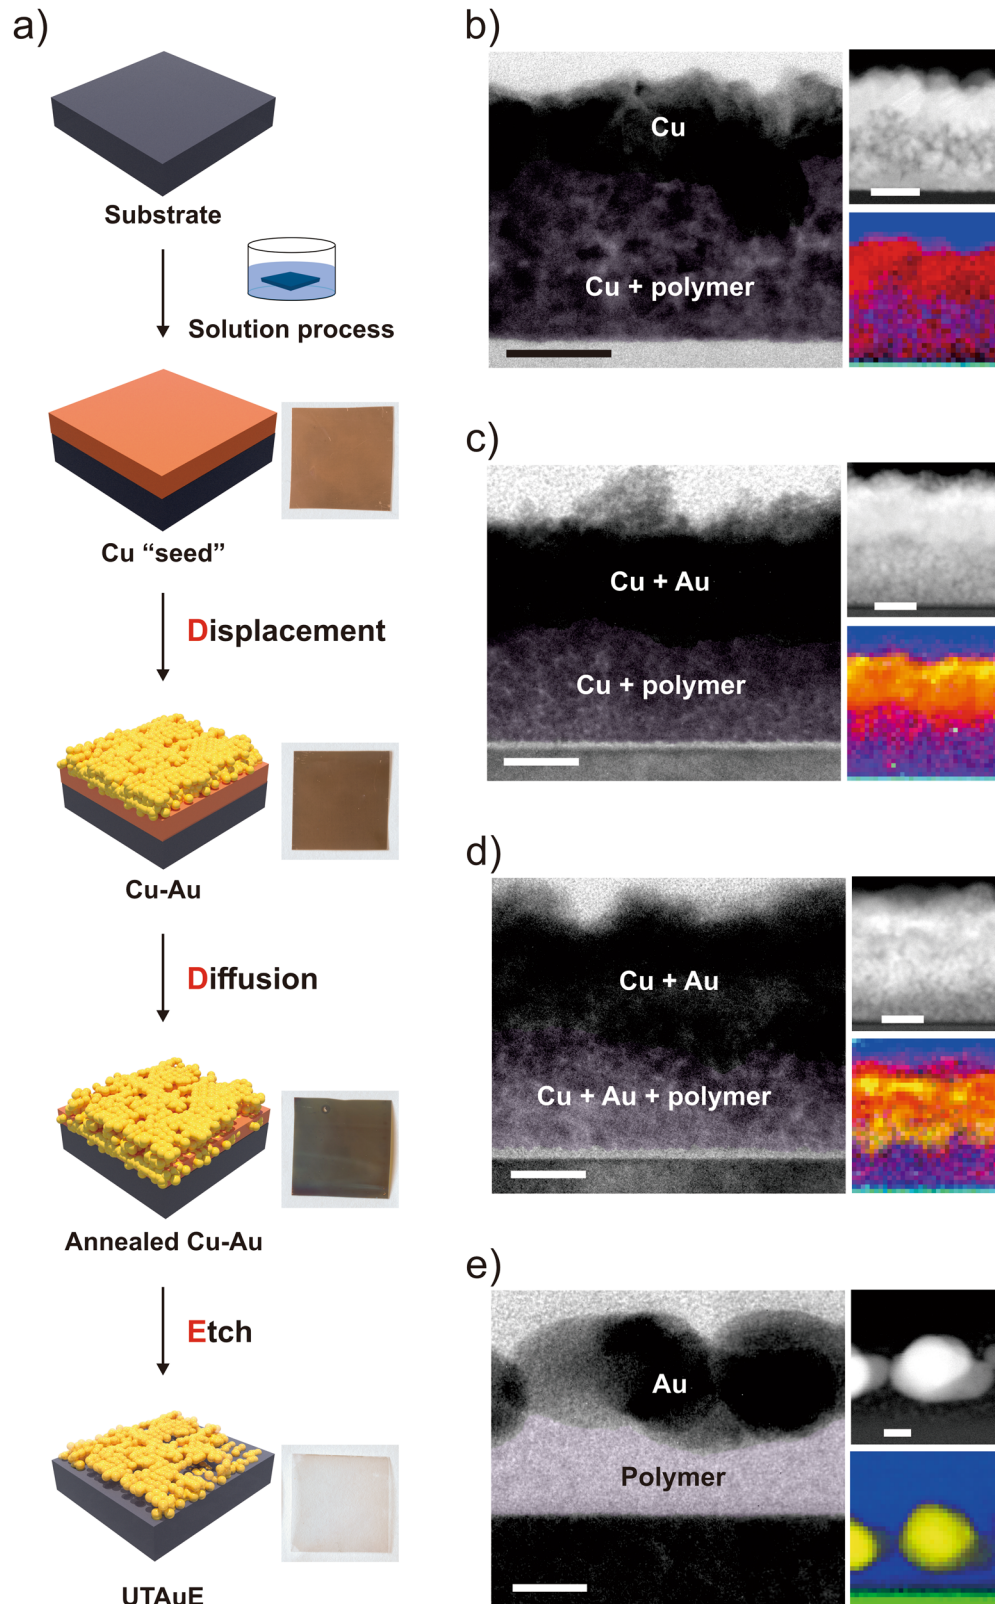 a)
Substrate
Solution process
Cu “seed”
Displacement
Cu-Au
Diffusion
Annealed Cu-Au
Etch
UTAuE
b)
Cu
Cu + polymer
c)
Cu + Au
Cu + polymer
d)
Cu + Au
Cu + Au + polymer
e)
Au
Polymer